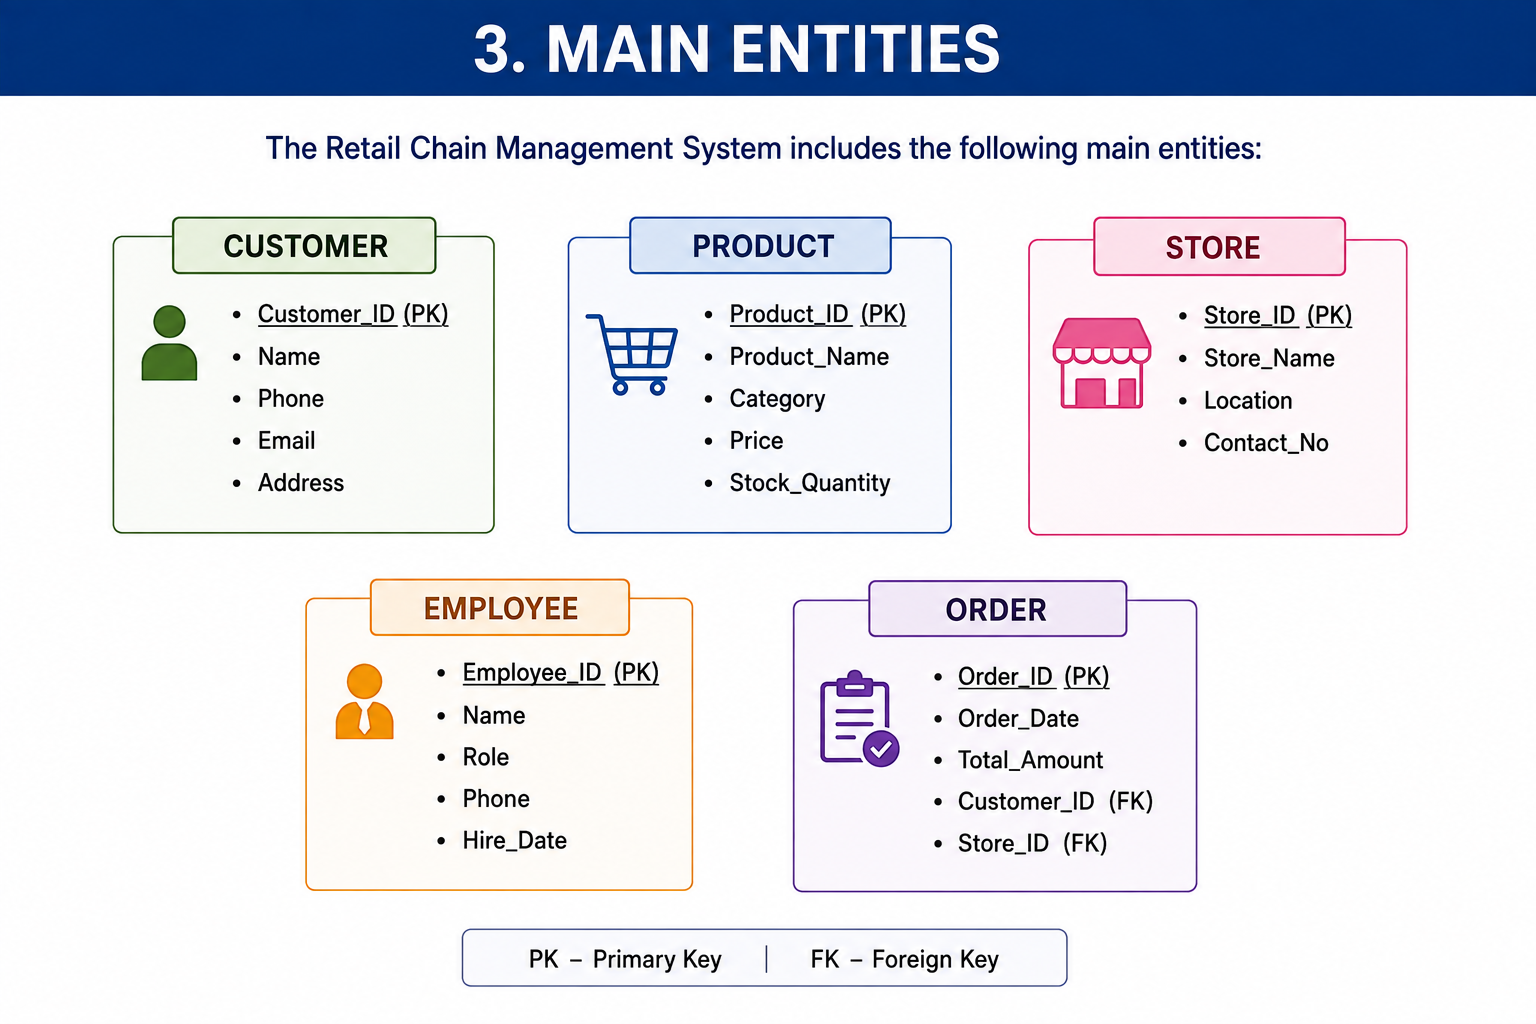 3. MAIN ENTITIES
The Retail Chain Management System includes the following main entities:
CUSTOMER
• Customer_ID (PK)
• Name
• Phone
• Email
• Address
PRODUCT
• Product_ID (PK)
• Product_Name
• Category
• Price
• Stock_Quantity
STORE
• Store_ID (PK)
• Store_Name
• Location
• Contact_No
EMPLOYEE
• Employee_ID (PK)
• Name
• Role
• Phone
• Hire_Date
ORDER
• Order_ID (PK)
• Order_Date
• Total_Amount
• Customer_ID (FK)
• Store_ID (FK)
PK – Primary Key | FK – Foreign Key